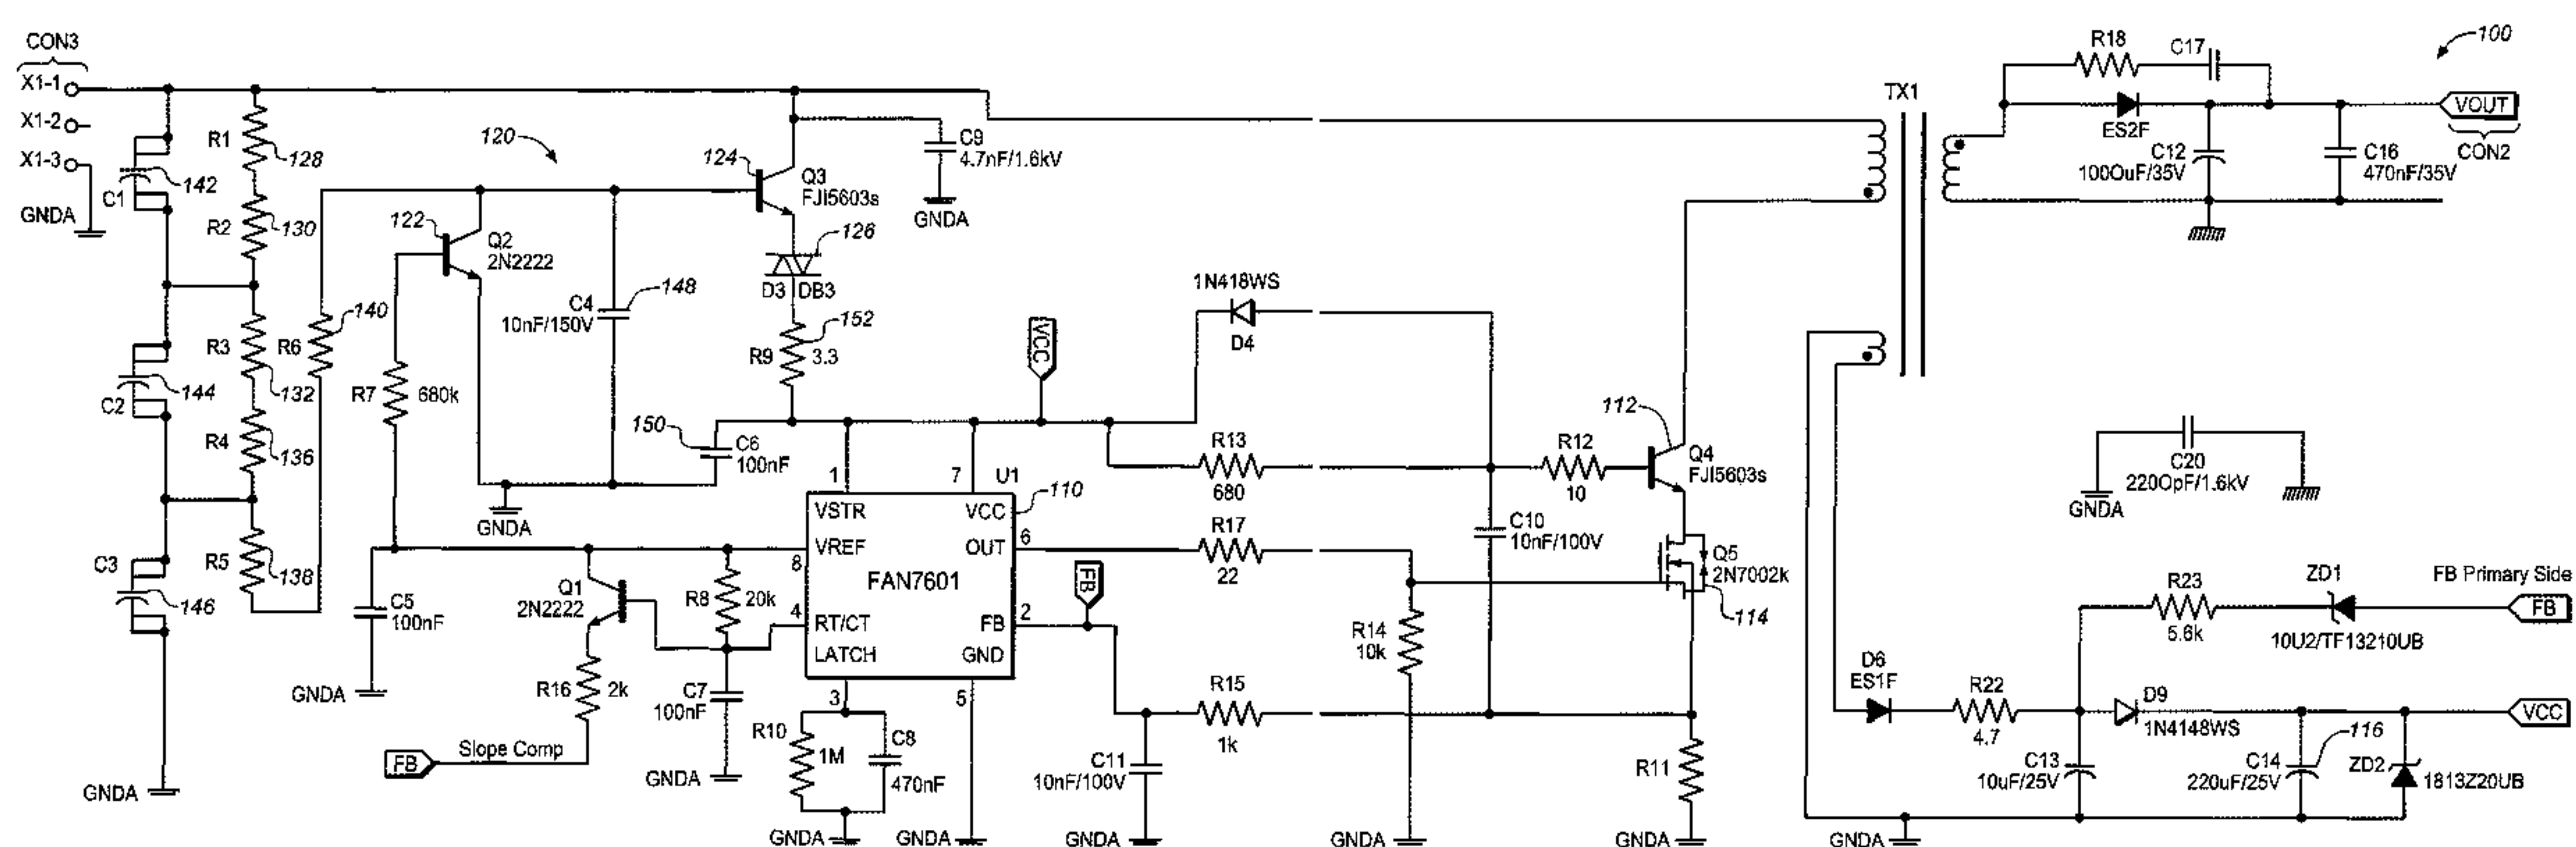 CON3
X1-1
X1-2
X1-3
GNDA
R1
128
R2
130
C1
142
120
124
Q3
FJI5603s
C9
4.7nF/1.6kV
GNDA
122
Q2
2N2222
126
D3 DB3
C4
10nF/150V
148
R9
3.3
152
140
R6
R3
132
C2
144
R4
136
R7
680k
150
C6
100nF
GNDA
VCC
1N418WS
D4
R5
138
C3
146
GNDA
C5
100nF
GNDA
Q1
2N2222
R8
20k
R16
2k
C7
100nF
GNDA
FB
Slope Comp
1
7
U1
110
VSTR
VCC
VREF
OUT
8
6
FAN7601
4
RT/CT
FB
2
LATCH
GND
3
5
R10
1M
C8
470nF
GNDA
GNDA
FB
R13
680
R17
22
R15
1k
C11
10nF/100V
GNDA
C10
10nF/100V
R12
10
112
Q4
FJI5603s
Q5
2N7002k
114
R14
10k
GNDA
R11
GNDA
TX1
100
R18
C17
ES2F
VOUT
CON2
C12
100OuF/35V
C16
470nF/35V
C20
220OpF/1.6kV
GNDA
R23
5.6k
ZD1
10U2/TF13210UB
FB Primary Side
FB
D6
ES1F
R22
4.7
D9
1N4148WS
VCC
C13
10uF/25V
C14
220uF/25V
116
ZD2
1813Z20UB
GNDA